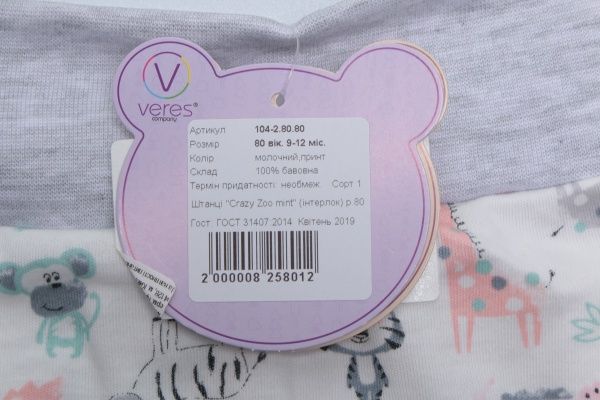 V
veres®
company
Артикул 104-2.80.80
Розмір 80 вік. 9-12 міс.
Колір молочний,принт
Склад 100% бавовна
Термін придатності: необмеж. Сорт 1
Штанці "Crazy Zoo mint" (інтерлок) р.80
Гост ГОСТ 31407:2014 Квітень 2019
2 000008 258012